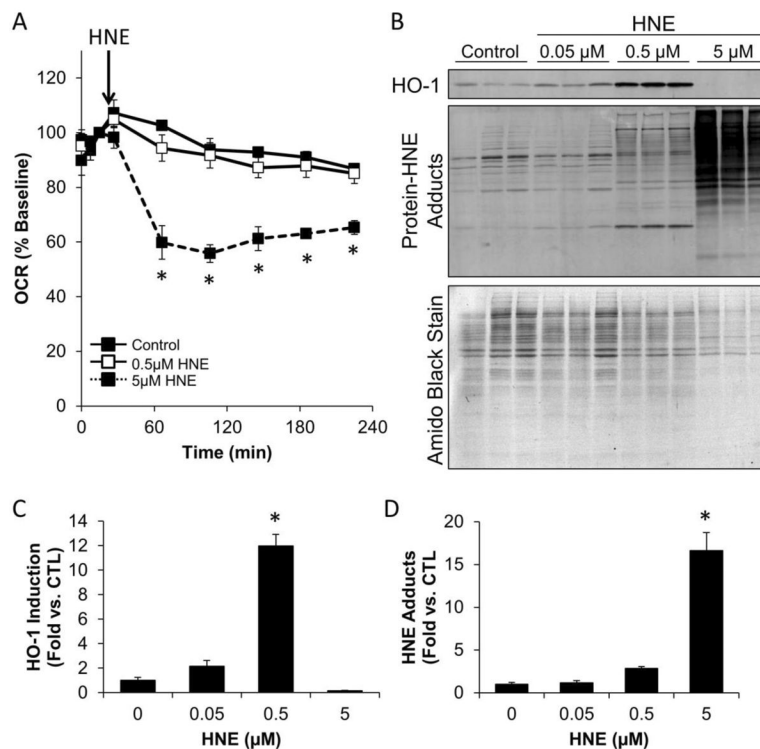 A
HNE
120
100
80
60
40
20
0
OCR (% Baseline)
*
*
*
*
*
Control
0.5µM HNE
5µM HNE
0
60
120
180
240
Time (min)
B
HNE
Control
0.05 µM
0.5 µM
5 µM
HO-1
Protein-HNE
Adducts
Amido Black Stain
C
14
12
10
8
6
4
2
0
HO-1 Induction
(Fold vs. CTL)
*
0
0.05
0.5
5
HNE (µM)
D
20
15
10
5
0
HNE Adducts
(Fold vs. CTL
*
0
0.05
0.5
5
HNE (µM)